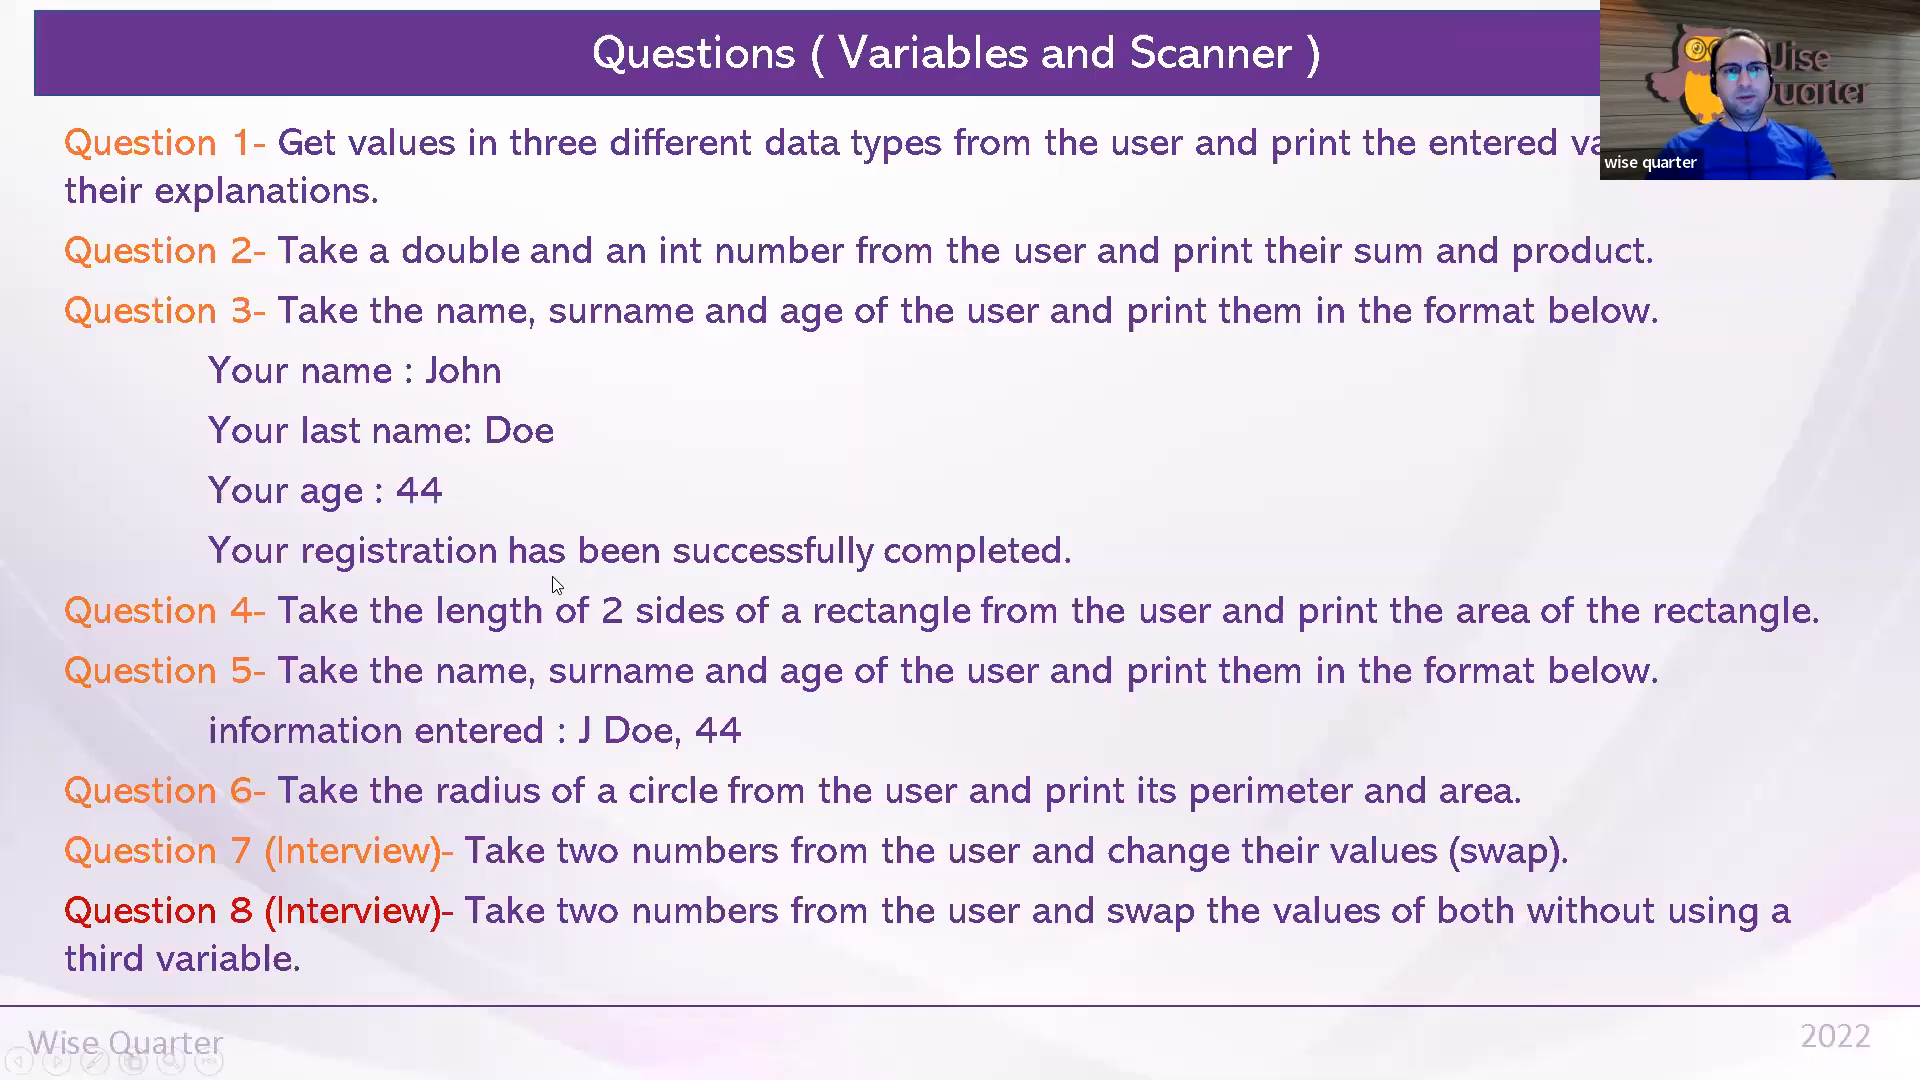 Questions ( Variables and Scanner )
Wise
Quarter
wise quarter
Question 1- Get values in three different data types from the user and print the entered
their explanations.
Question 2- Take a double and an int number from the user and print their sum and product.
Question 3- Take the name, surname and age of the user and print them in the format below.
Your name : John
Your last name: Doe
Your age : 44
Your registration has been successfully completed.
Question 4- Take the length of 2 sides of a rectangle from the user and print the area of the rectangle.
Question 5- Take the name, surname and age of the user and print them in the format below.
information entered : J Doe, 44
Question 6- Take the radius of a circle from the user and print its perimeter and area.
Question 7 (Interview)- Take two numbers from the user and change their values (swap).
Question 8 (Interview)- Take two numbers from the user and swap the values of both without using a
third variable.
Wise Quarter
2022